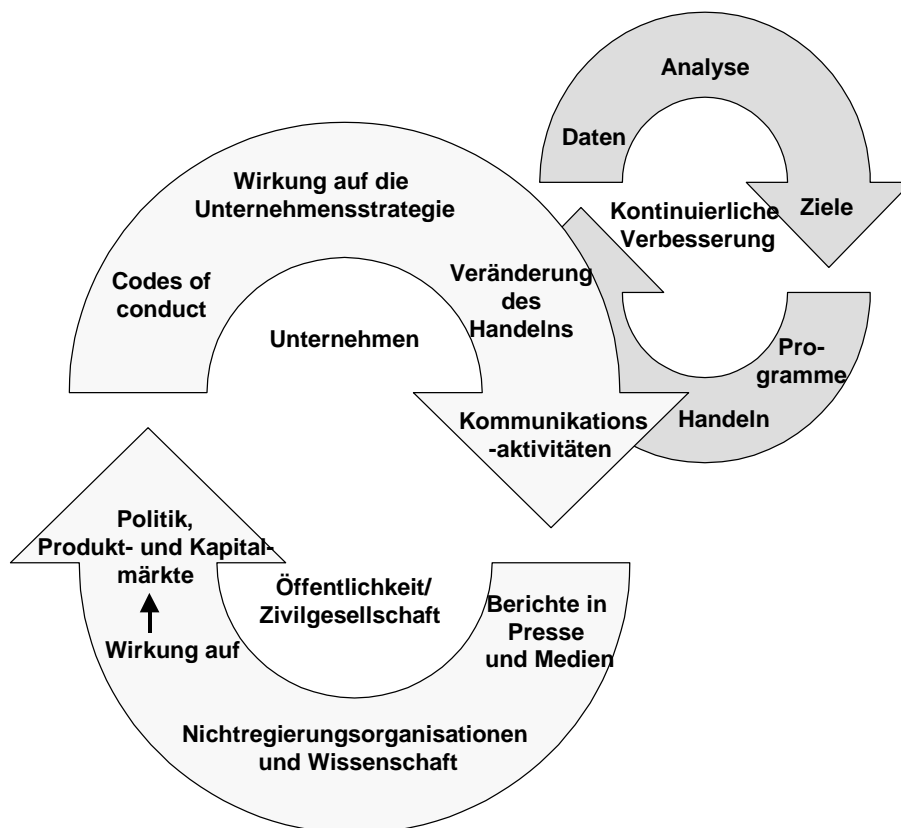 Analyse
Daten
Ziele
Kontinuierliche
Verbesserung
Pro-
gramme
Handeln
Wirkung auf die
Unternehmensstrategie
Codes of
conduct
Veränderung
des
Handelns
Unternehmen
Kommunikations
-aktivitäten
Politik,
Produkt- und Kapital-
märkte
Wirkung auf
Öffentlichkeit/
Zivilgesellschaft
Berichte in
Presse
und Medien
Nichtregierungsorganisationen
und Wissenschaft